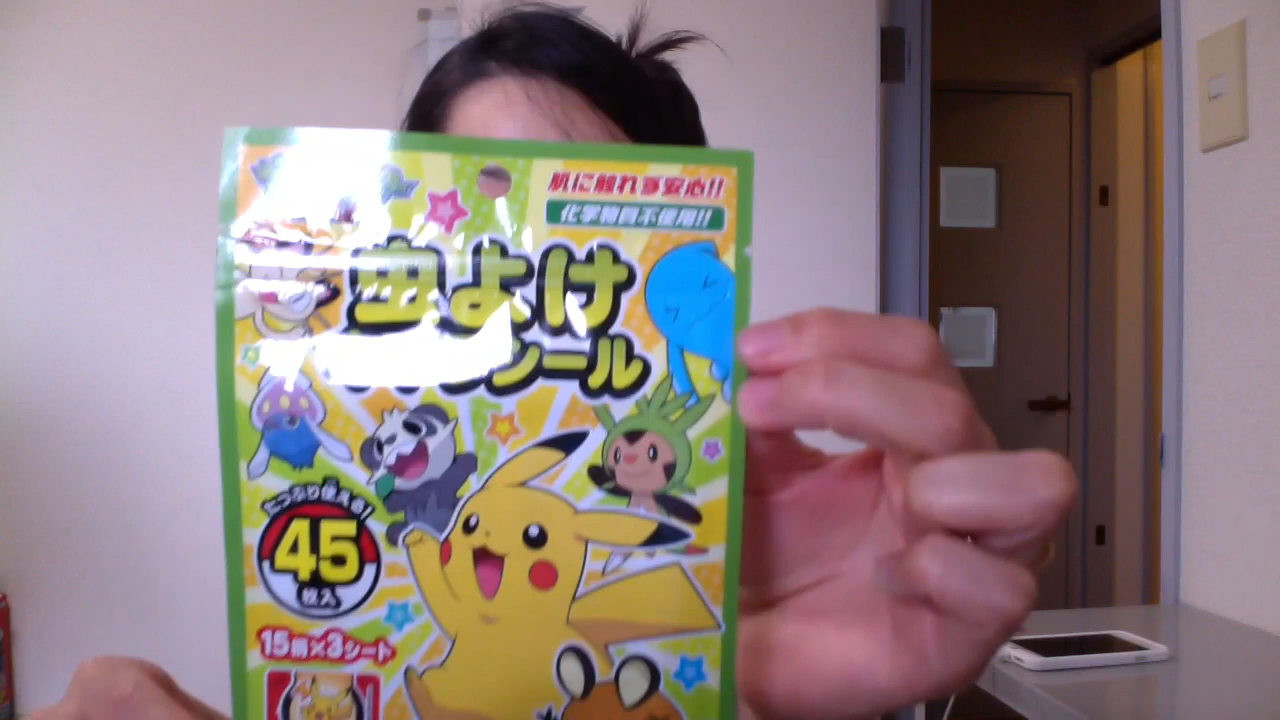 肌に触れず安心!!
化学物質不使用!!
虫よけ
シール
たっぷり使える!
45
枚入
15柄×3シート